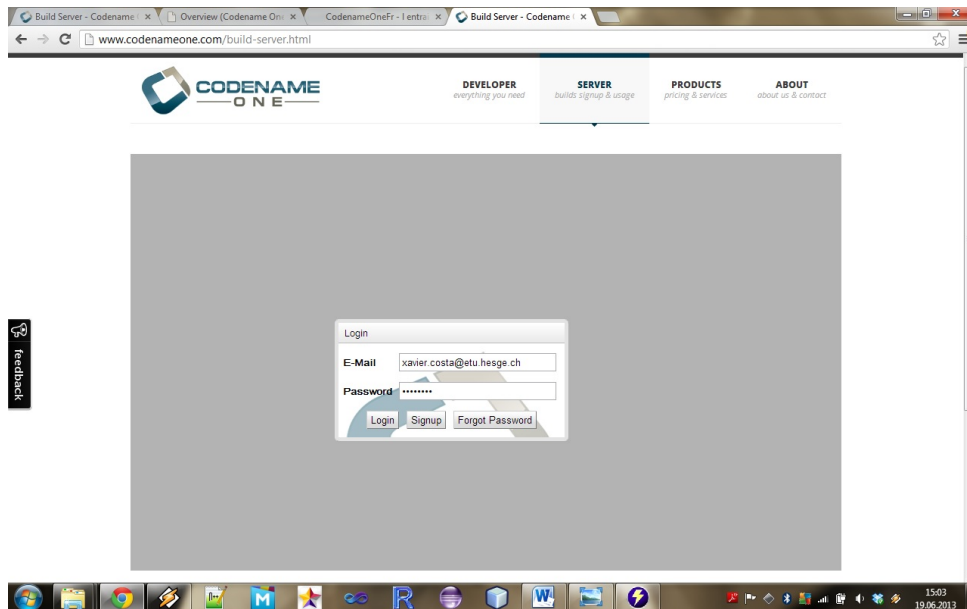 Build Server - Codename
Overview (Codename On
CodenameOneFr - I entra
Build Server - Codename
www.codenameone.com/build-server.html
CODENAME
ONE
DEVELOPER
everything you need
SERVER
builds signup & usage
PRODUCTS
pricing & services
ABOUT
about us & contact
feedback
Login
E-Mail xavier.costa@etu.hesge.ch
Password ••••••••
Login Signup Forgot Password
15:03
19.06.2013